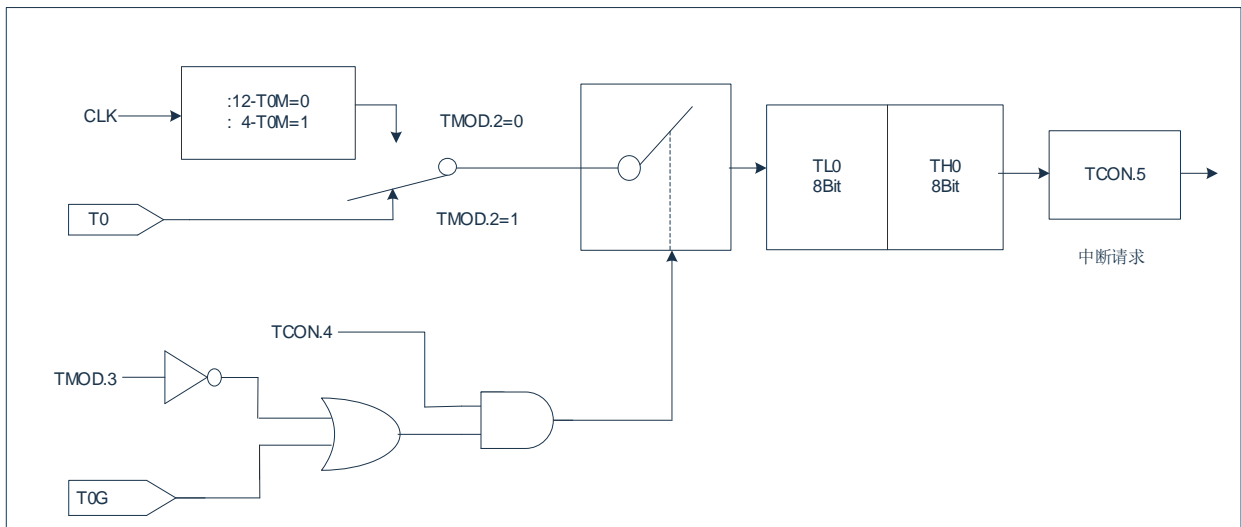 :12-T0M=0
: 4-T0M=1
CLK
TMOD.2=0
TL0
8Bit
TH0
8Bit
TCON.5
T0
TMOD.2=1
中断请求
TCON.4
TMOD.3
T0G